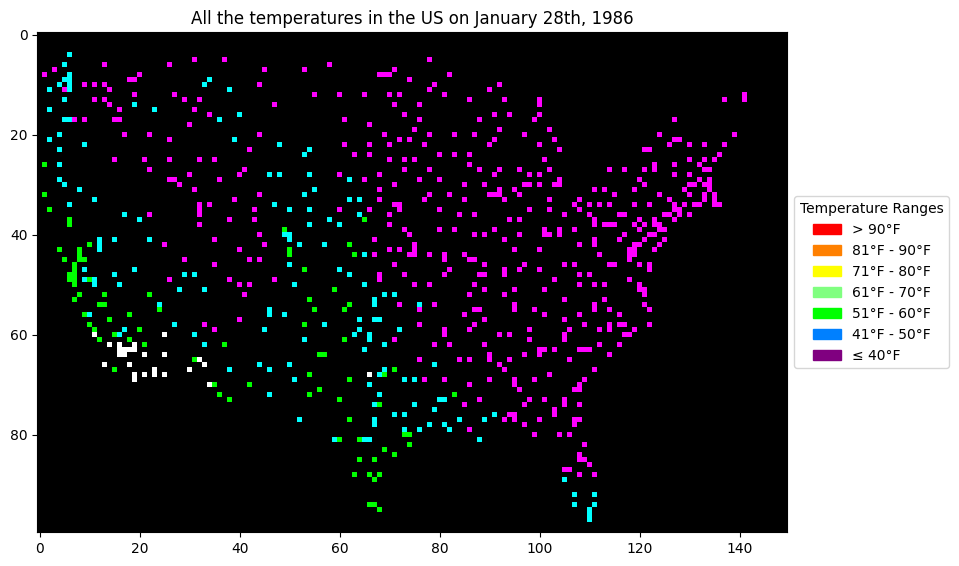 All the temperatures in the US on January 28th, 1986
0
20
40
60
80
0
20
40
60
80
100
120
140
Temperature Ranges
> 90°F
81°F - 90°F
71°F - 80°F
61°F - 70°F
51°F - 60°F
41°F - 50°F
≤ 40°F